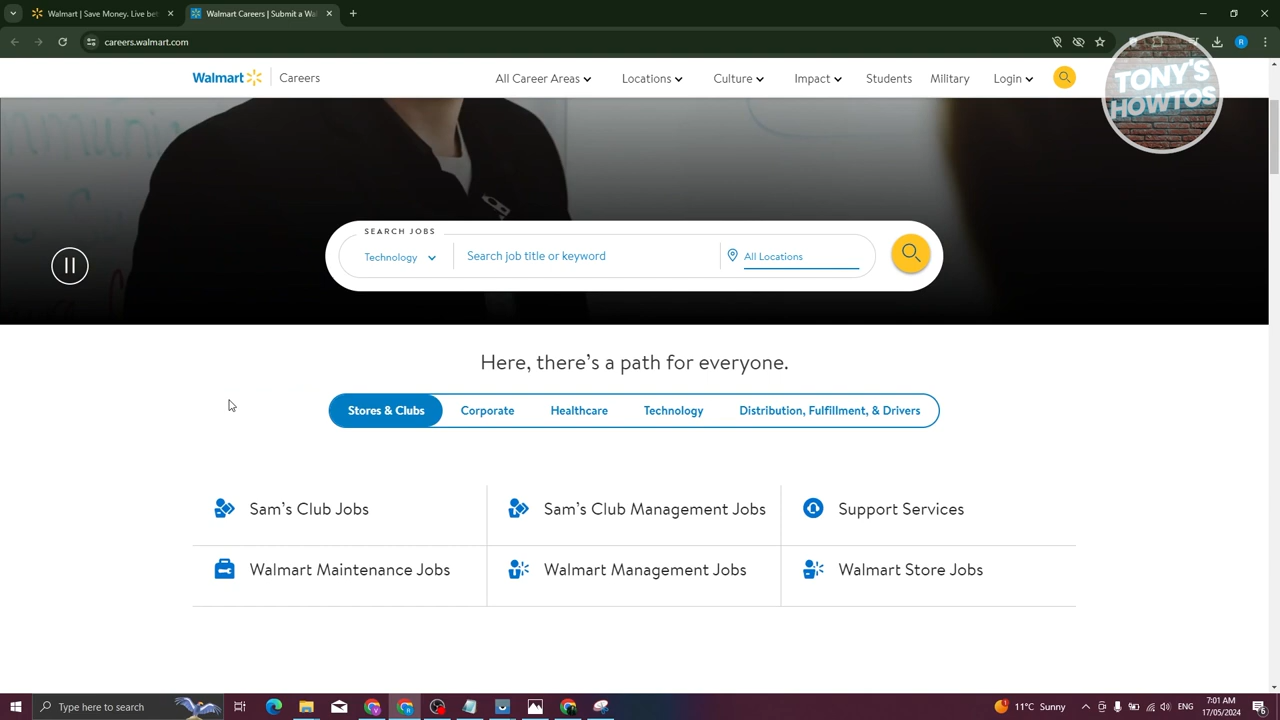 Walmart | Save Money. Live be
Walmart Careers | Submit a Wa
careers.walmart.com
R
TONY'S
HOWTOS
Walmart
Careers
All Career Areas
Locations
Culture
Impact
Students
Military
Login
SEARCH JOBS
Technology
Search job title or keyword
All Locations
Here, there's a path for everyone.
Stores & Clubs
Corporate
Healthcare
Technology
Distribution, Fulfillment, & Drivers
Sam's Club Jobs
Sam's Club Management Jobs
Support Services
Walmart Maintenance Jobs
Walmart Management Jobs
Walmart Store Jobs
Type here to search
11°C Sunny
ENG
7:01 AM
17/05/2024